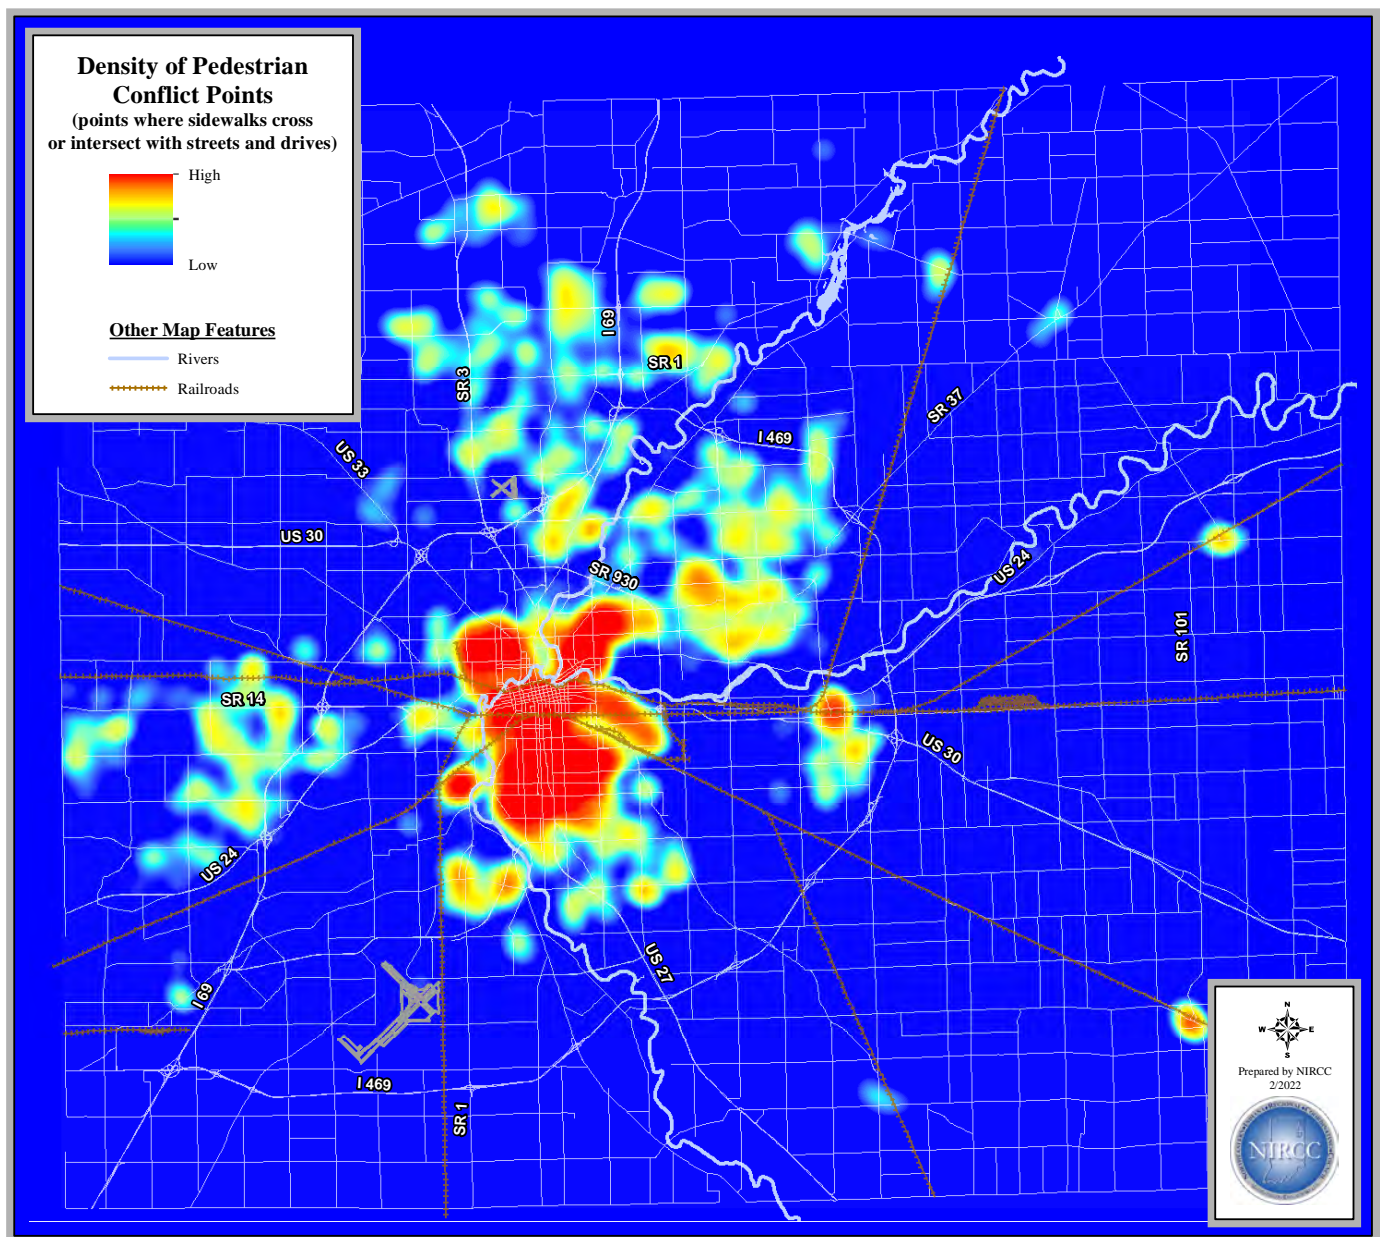 Density of Pedestrian
Conflict Points
(points where sidewalks cross
or intersect with streets and drives)
High
Low
Other Map Features
Rivers
Railroads
I 69
SR 1
SR 3
SR 37
I 469
US 33
US 30
SR 930
US 24
SR 101
SR 14
US 30
US 24
US 27
I 69
I 469
SR 1
N
W E
S
Prepared by NIRCC
2/2022
NIRCC